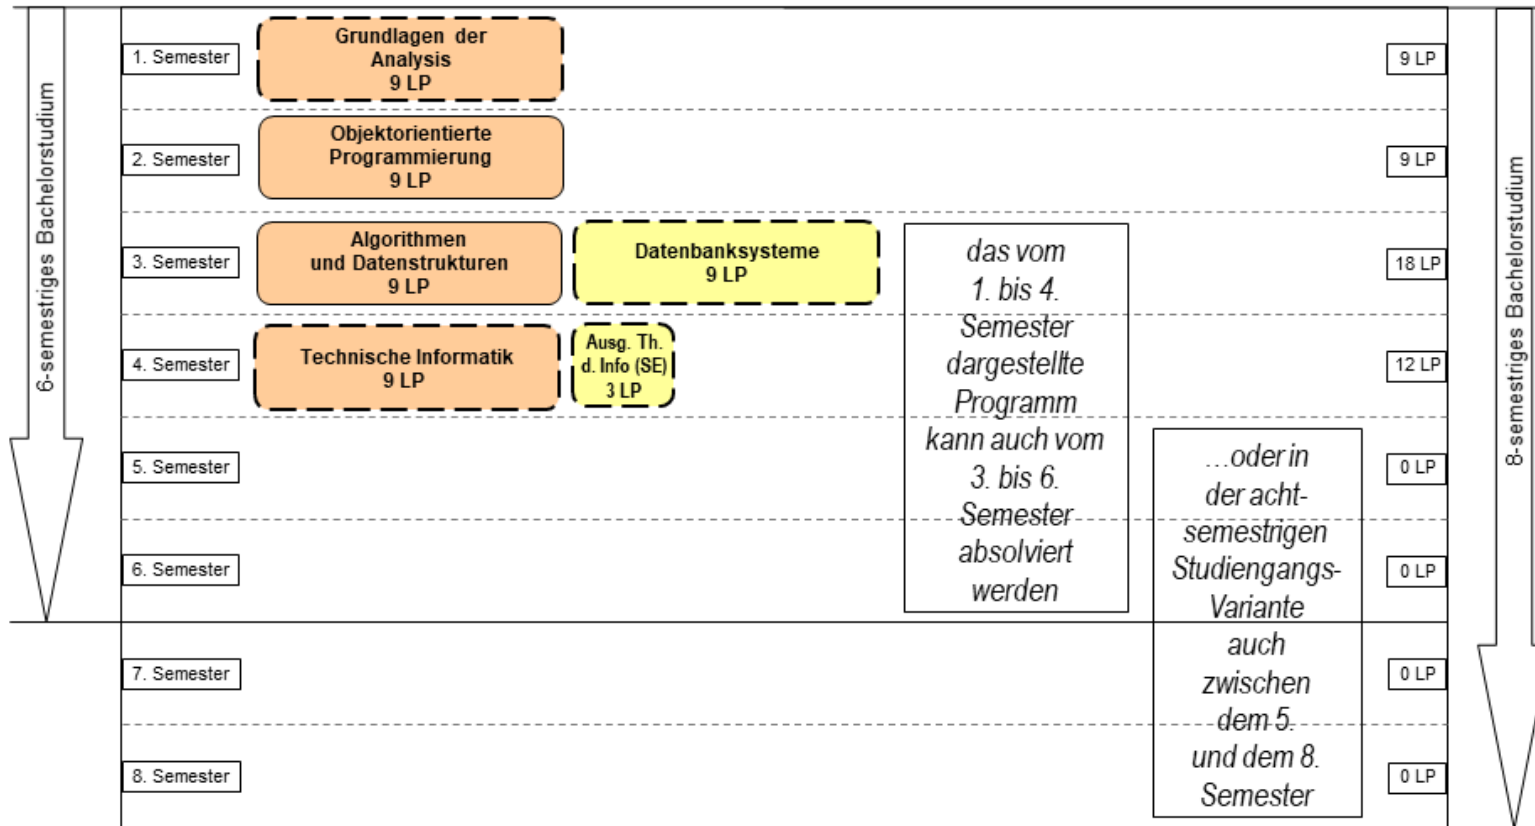 6-semestriges Bachelorstudium
1. Semester
Grundlagen der
Analysis
9 LP
9 LP
2. Semester
Objektorientierte
Programmierung
9 LP
9 LP
3. Semester
Algorithmen
und Datenstrukturen
9 LP
Datenbanksysteme
9 LP
18 LP
4. Semester
Technische Informatik
9 LP
Ausg. Th.
d. Info (SE)
3 LP
12 LP
das vom
1. bis 4.
Semester
dargestellte
Programm
kann auch vom
3. bis 6.
Semester
absolviert
werden
5. Semester
0 LP
6. Semester
0 LP
...oder in
der acht-
semestrigen
Studiengangs-
Variante
auch
zwischen
dem 5.
und dem 8.
Semester
7. Semester
0 LP
8. Semester
0 LP
8-semestriges Bachelorstudium